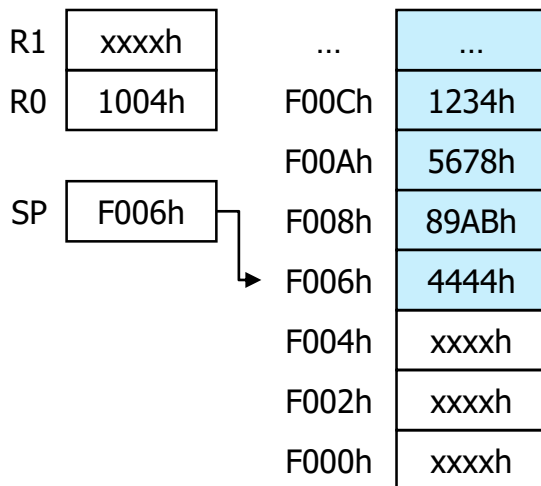 R1 xxxxh … …
R0 1004h F00Ch 1234h
F00Ah 5678h
SP F006h F008h 89ABh
F006h 4444h
F004h xxxxh
F002h xxxxh
F000h xxxxh